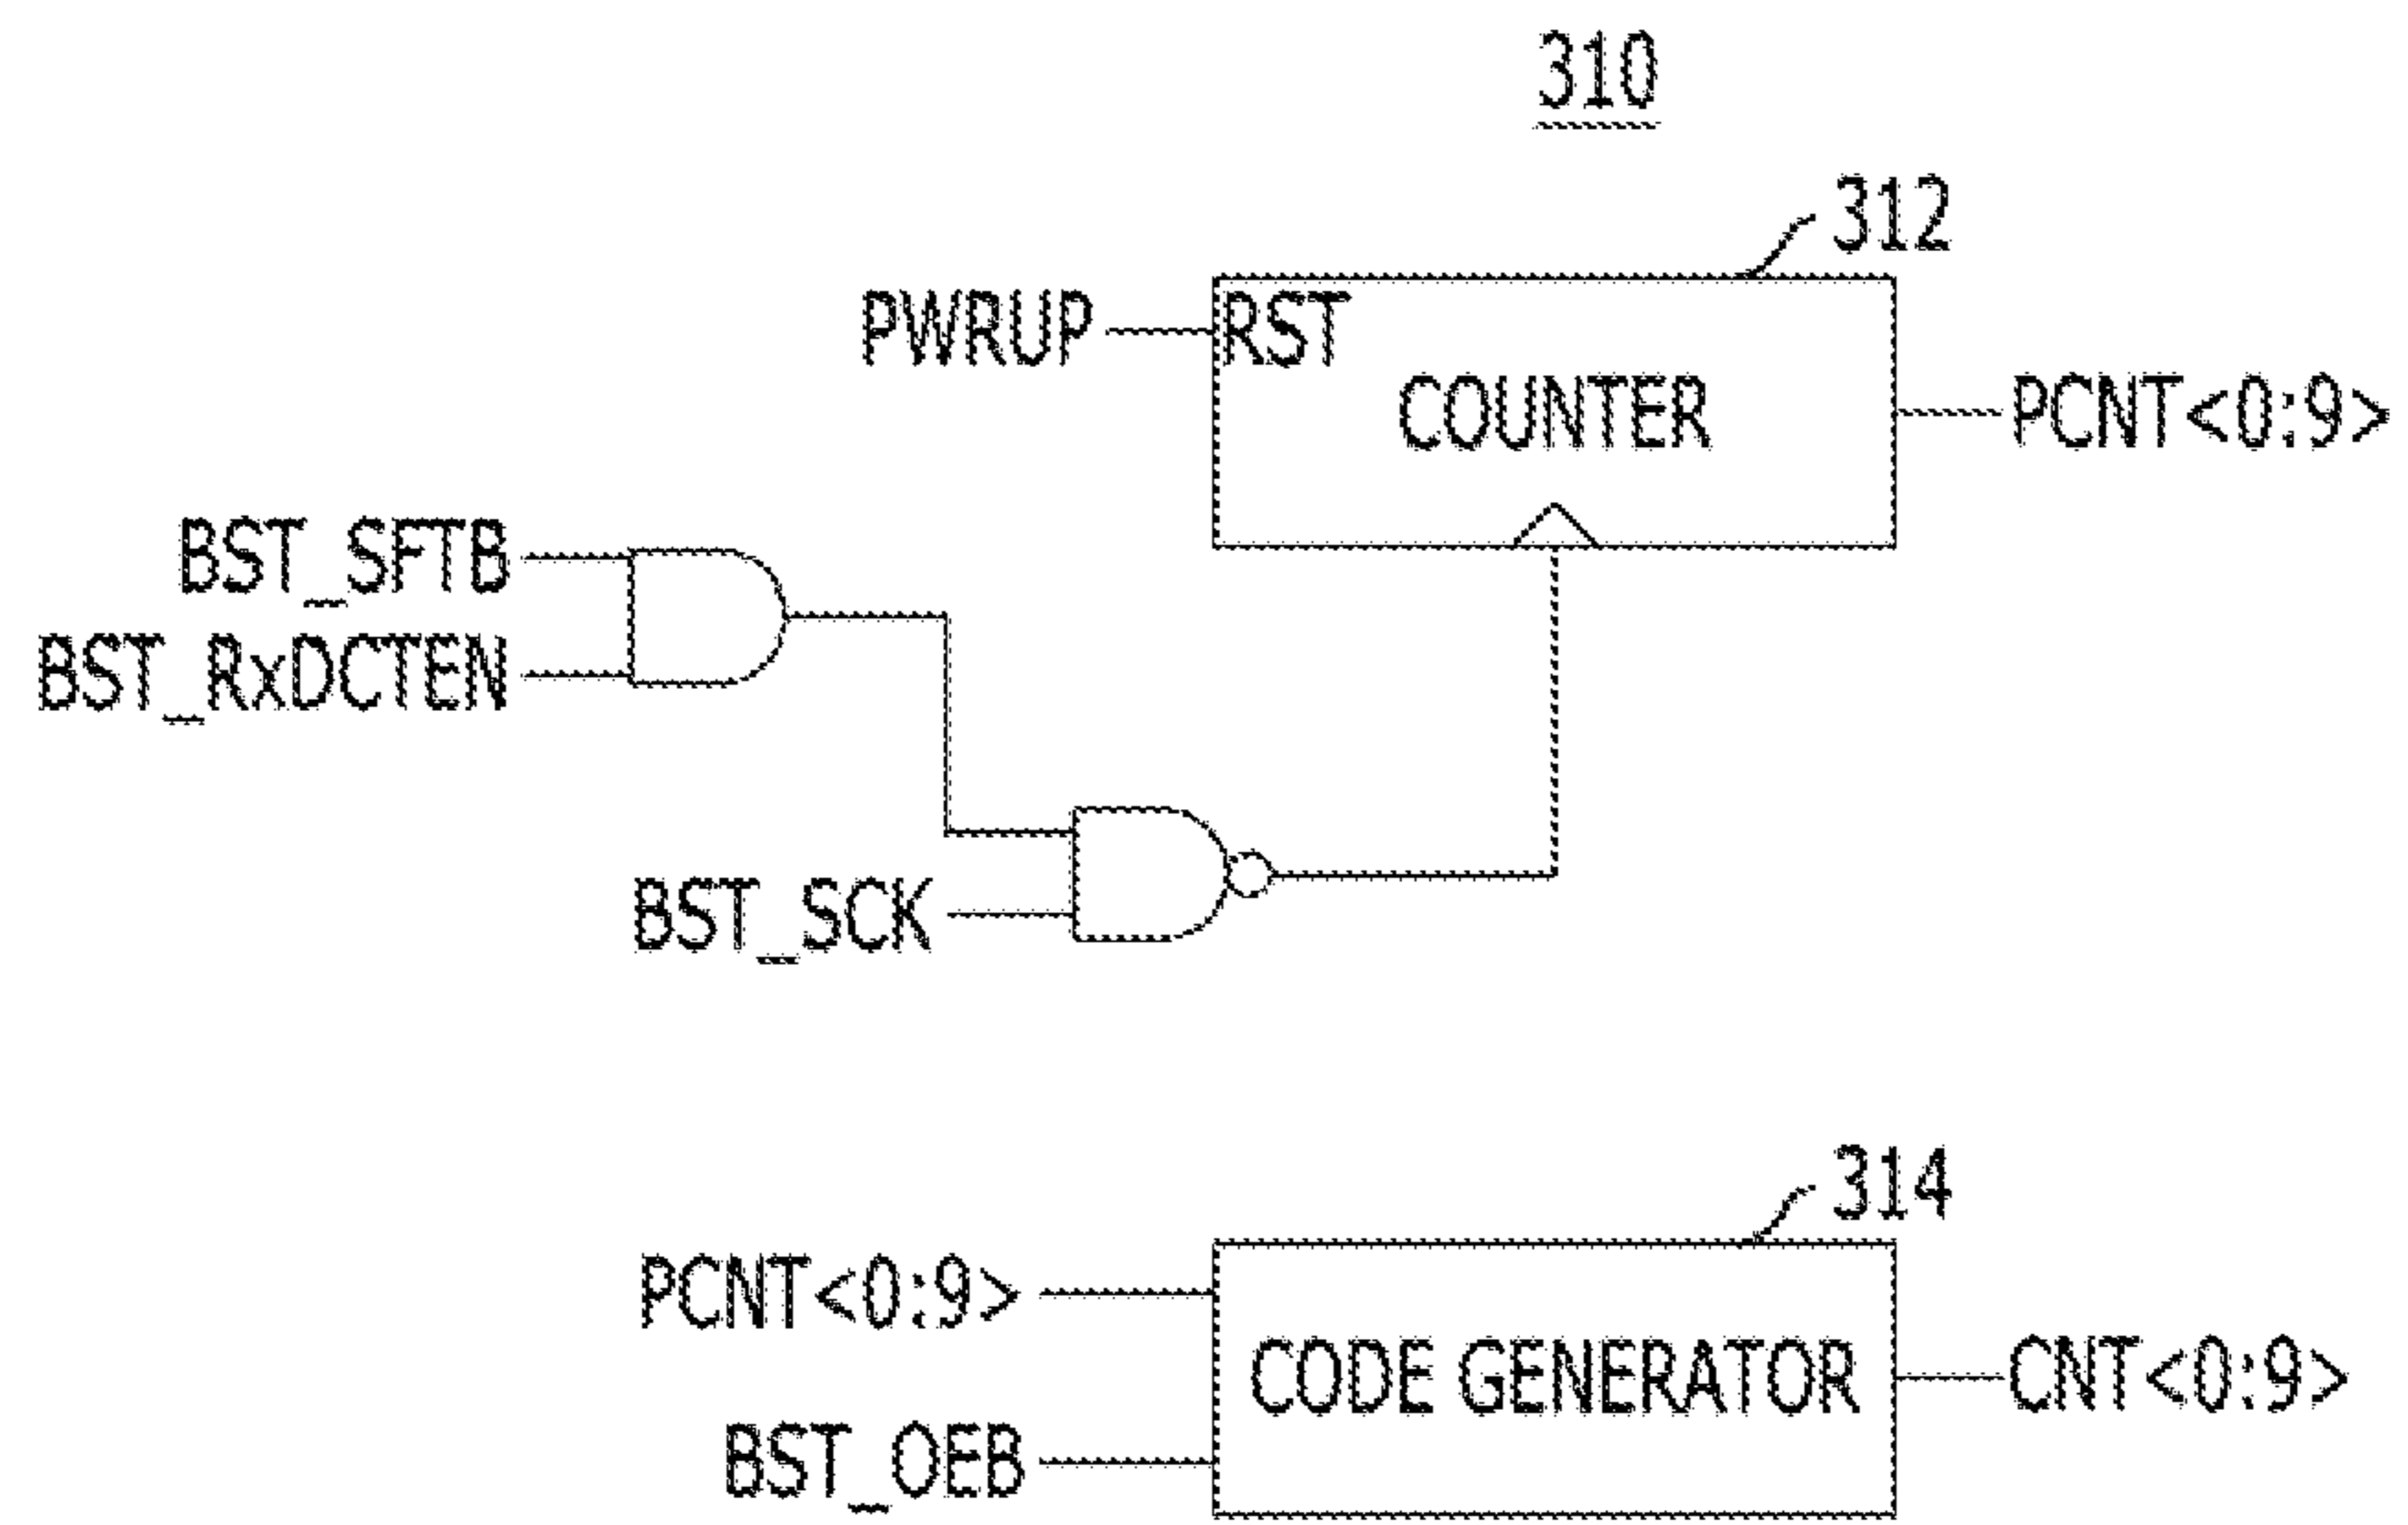 310
312
PWRUP
RST
COUNTER
PCNT<0:9>
BST_SFTB
BST_RxDCTEN
BST_SCK
314
PCNT<0:9>
CODE GENERATOR
CNT<0:9>
BST_OEB